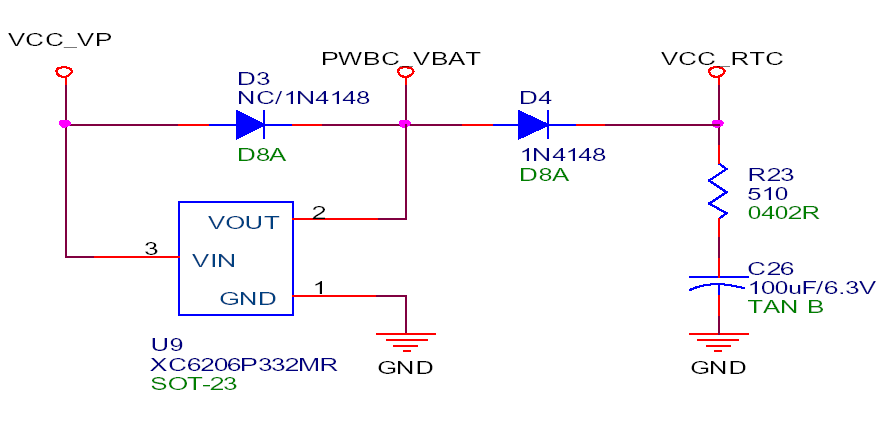 VCC_VP
PWBC_VBAT
VCC_RTC
D3
NC/1N4148
D8A
D4
1N4148
D8A
R23
510
0402R
VOUT
2
3
VIN
GND
1
C26
100uF/6.3V
TAN B
U9
XC6206P332MR
SOT-23
GND
GND